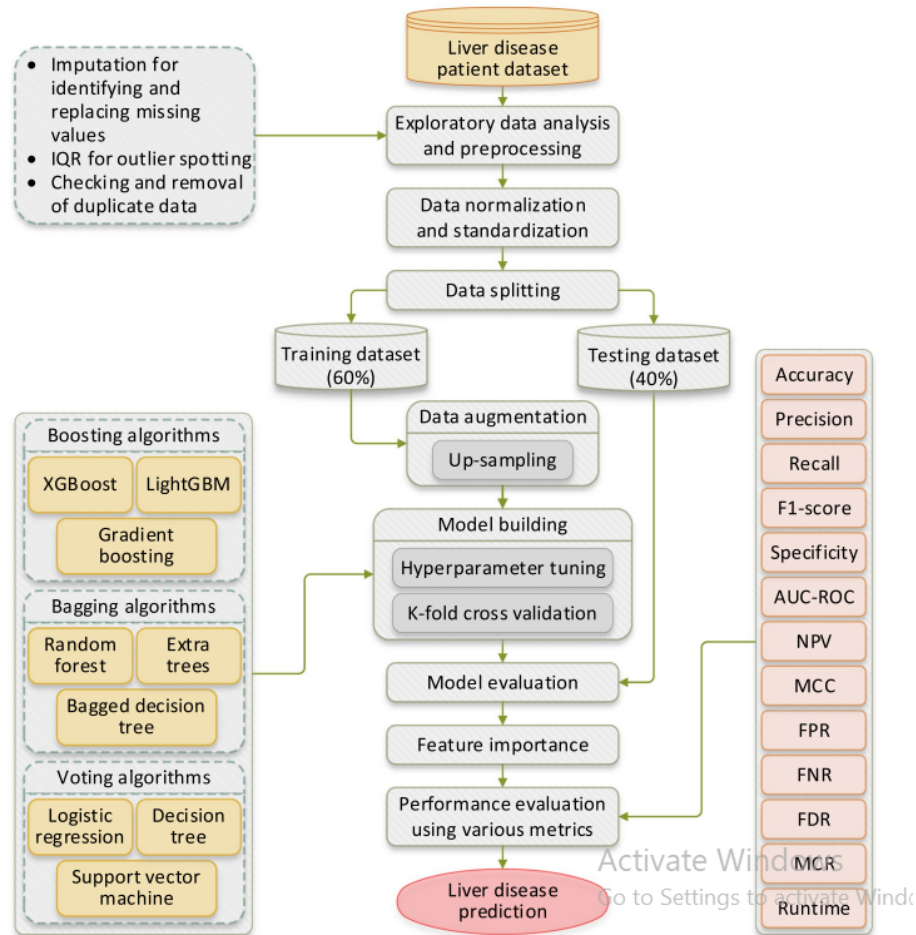 Liver disease
patient dataset
• Imputation for
identifying and
replacing missing
values
• IQR for outlier spotting
• Checking and removal
of duplicate data
Exploratory data analysis
and preprocessing
Data normalization
and standardization
Data splitting
Training dataset
(60%)
Testing dataset
(40%)
Data augmentation
Up-sampling
Boosting algorithms
XGBoost
LightGBM
Gradient
boosting
Bagging algorithms
Random
forest
Extra
trees
Bagged decision
tree
Voting algorithms
Logistic
regression
Decision
tree
Support vector
machine
Model building
Hyperparameter tuning
K-fold cross validation
Model evaluation
Feature importance
Performance evaluation
using various metrics
Liver disease
prediction
Accuracy
Precision
Recall
F1-score
Specificity
AUC-ROC
NPV
MCC
FPR
FNR
FDR
MCR
Runtime
Activate Windows
Go to Settings to activate Windo